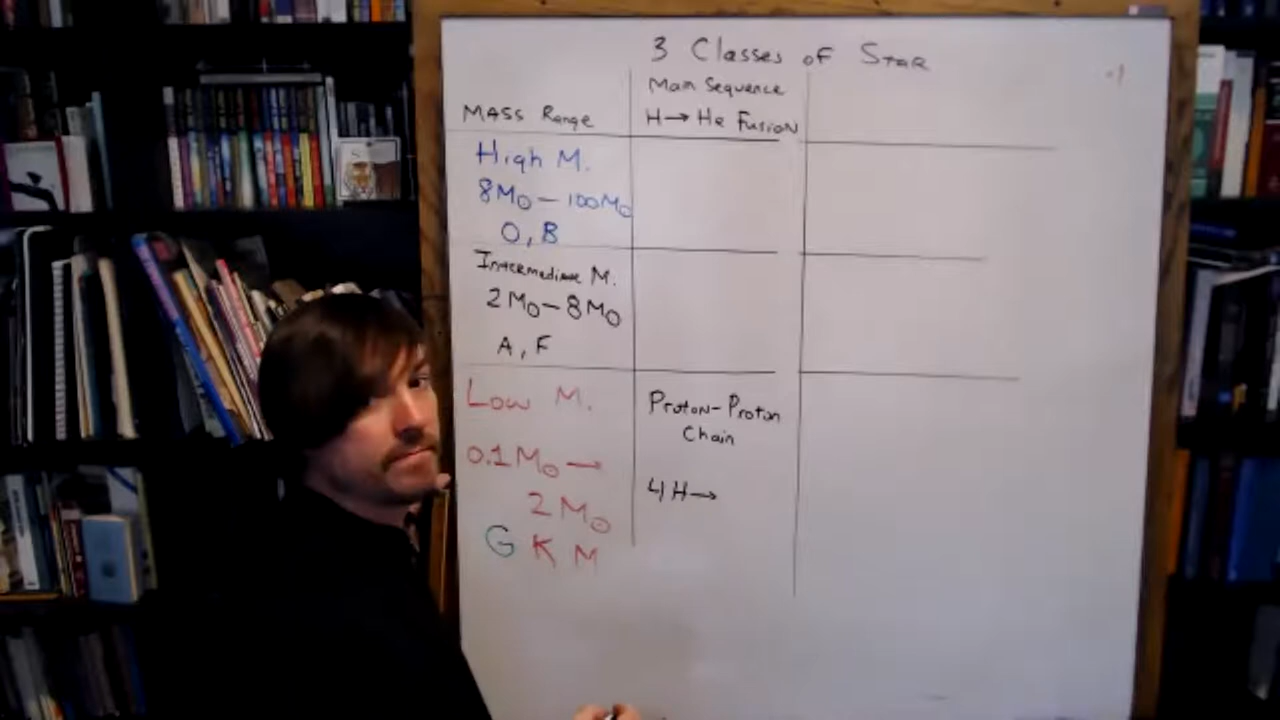 3 Classes of Star
Main Sequence
MASS Range
H→He Fusion
High M.
8M⊙ – 100M⊙
O, B
Intermediate M.
2M⊙ – 8M⊙
A, F
Low M.
Proton-Proton
Chain
0.1M⊙ →
4H→
2M⊙
G K M